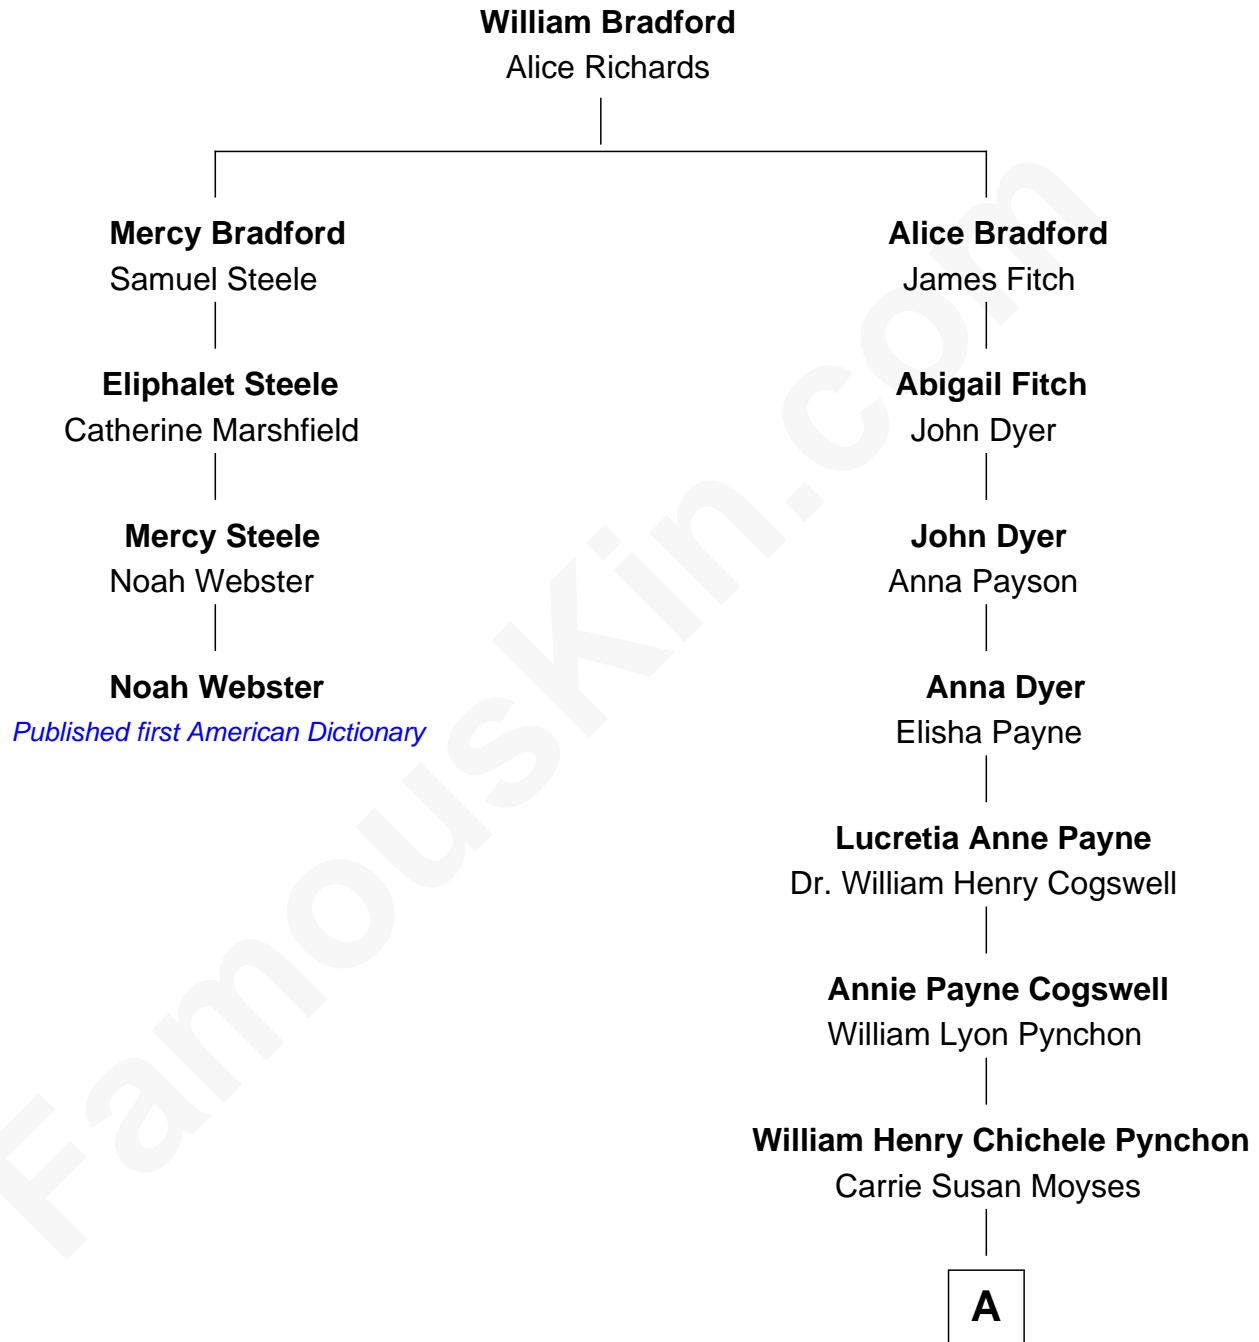 William Bradford
Alice Richards
Mercy Bradford
Samuel Steele
Alice Bradford
James Fitch
Eliphalet Steele
Catherine Marshfield
Abigail Fitch
John Dyer
Mercy Steele
Noah Webster
John Dyer
Anna Payson
Noah Webster
Published first American Dictionary
Anna Dyer
Elisha Payne
Lucretia Anne Payne
Dr. William Henry Cogswell
Annie Payne Cogswell
William Lyon Pynchon
William Henry Chichele Pynchon
Carrie Susan Moyses
A
FamousKin.com